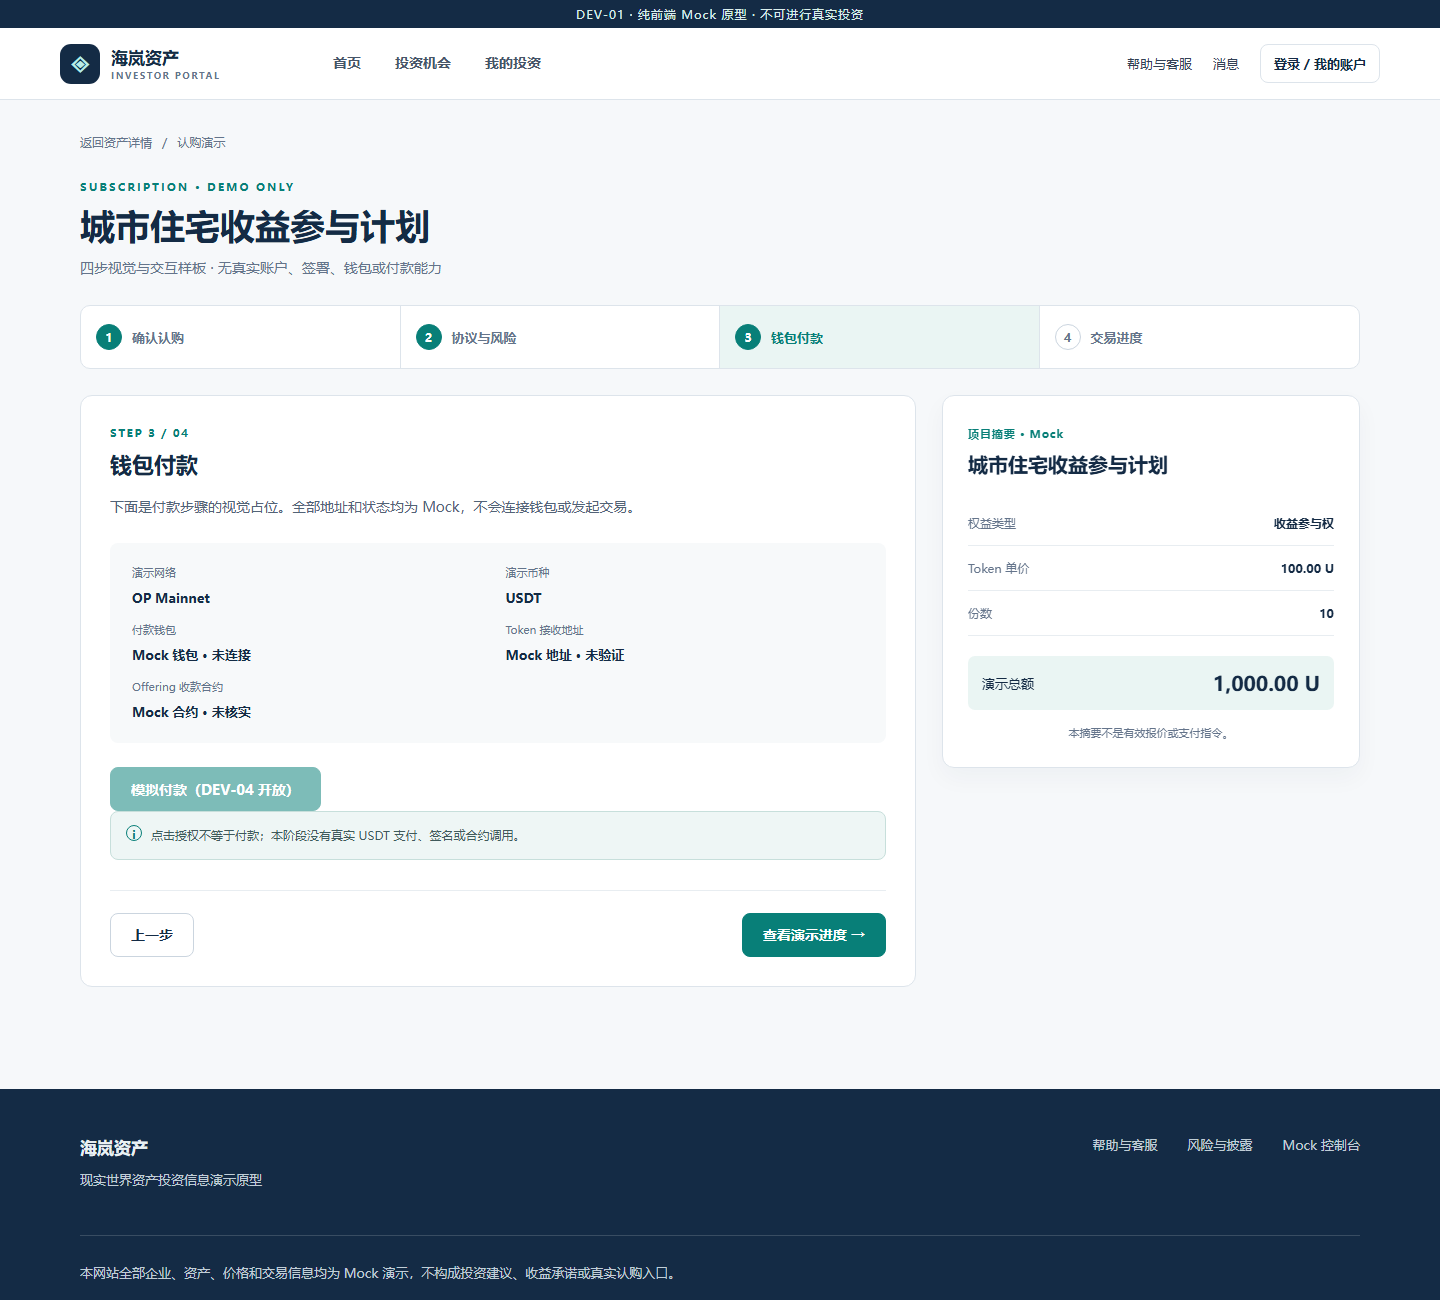 DEV-01 · 纯前端 Mock 原型 · 不可进行真实投资
海岚资产
INVESTOR PORTAL
首页 投资机会 我的投资
帮助与客服 消息 登录 / 我的账户
返回资产详情 / 认购演示
SUBSCRIPTION • DEMO ONLY
城市住宅收益参与计划
四步视觉与交互样板 · 无真实账户、签署、钱包或付款能力
1 确认认购 2 协议与风险 3 钱包付款 4 交易进度
STEP 3 / 04
钱包付款
下面是付款步骤的视觉占位。全部地址和状态均为 Mock，不会连接钱包或发起交易。
演示网络 演示币种
OP Mainnet USDT
付款钱包 Token 接收地址
Mock 钱包 • 未连接 Mock 地址 • 未验证
Offering 收款合约
Mock 合约 • 未核实
模拟付款（DEV-04 开放）
点击授权不等于付款；本阶段没有真实 USDT 支付、签名或合约调用。
上一步 查看演示进度 →
项目摘要 • Mock
城市住宅收益参与计划
权益类型 收益参与权
Token 单价 100.00 U
份数 10
演示总额 1,000.00 U
本摘要不是有效报价或支付指令。
海岚资产
现实世界资产投资信息演示原型
帮助与客服 风险与披露 Mock 控制台
本网站全部企业、资产、价格和交易信息均为 Mock 演示，不构成投资建议、收益承诺或真实认购入口。